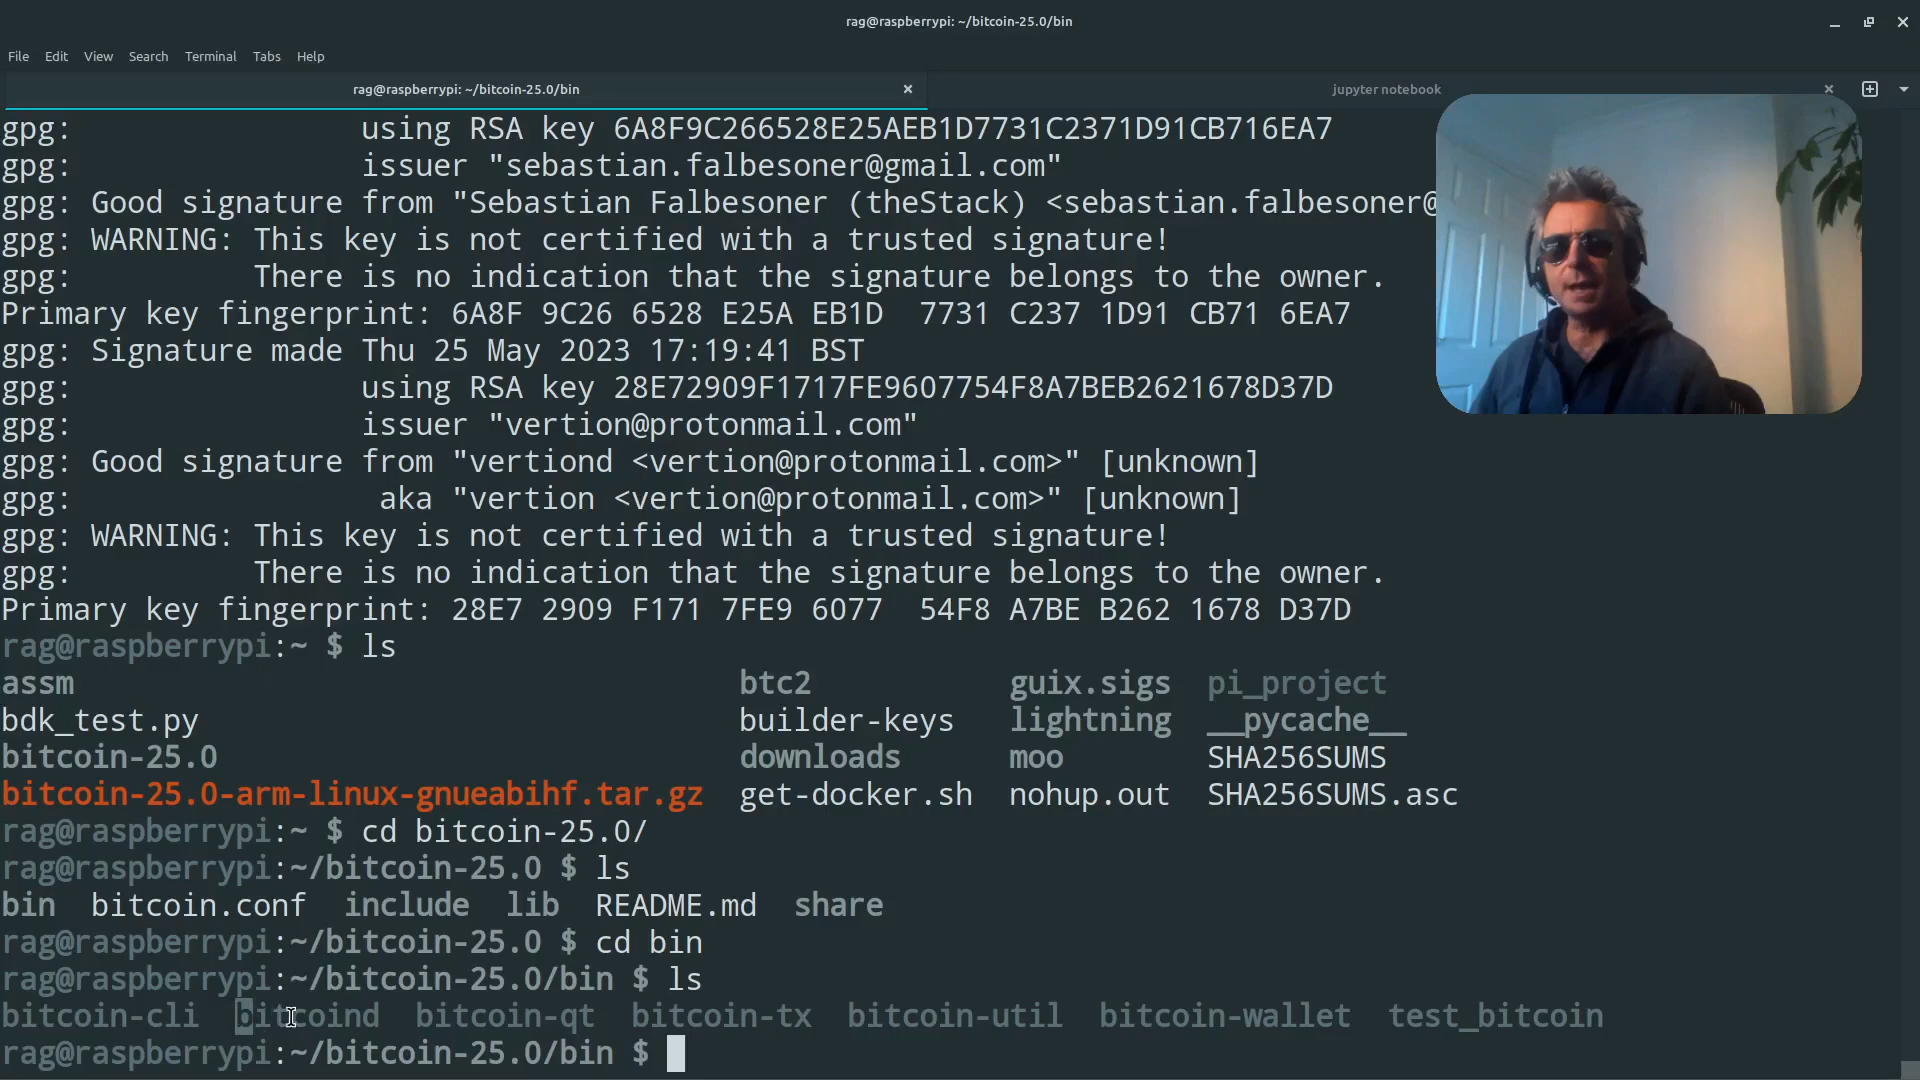 rag@raspberrypi: ~/bitcoin-25.0/bin
File Edit View Search Terminal Tabs Help
rag@raspberrypi: ~/bitcoin-25.0/bin
jupyter notebook
gpg:                using RSA key 6A8F9C266528E25AEB1D7731C2371D91CB716EA7
gpg:                issuer "sebastian.falbesoner@gmail.com"
gpg: Good signature from "Sebastian Falbesoner (theStack) <sebastian.falbesoner@
gpg: WARNING: This key is not certified with a trusted signature!
gpg:          There is no indication that the signature belongs to the owner.
Primary key fingerprint: 6A8F 9C26 6528 E25A EB1D  7731 C237 1D91 CB71 6EA7
gpg: Signature made Thu 25 May 2023 17:19:41 BST
gpg:                using RSA key 28E72909F1717FE9607754F8A7BEB2621678D37D
gpg:                issuer "vertion@protonmail.com"
gpg: Good signature from "vertiond <vertion@protonmail.com>" [unknown]
gpg:                 aka "vertion <vertion@protonmail.com>" [unknown]
gpg: WARNING: This key is not certified with a trusted signature!
gpg:          There is no indication that the signature belongs to the owner.
Primary key fingerprint: 28E7 2909 F171 7FE9 6077  54F8 A7BE B262 1678 D37D
rag@raspberrypi:~ $ ls
assm                                     btc2           guix.sigs  pi_project
bdk_test.py                              builder-keys   lightning  __pycache__
bitcoin-25.0                             downloads      moo        SHA256SUMS
bitcoin-25.0-arm-linux-gnueabihf.tar.gz  get-docker.sh  nohup.out  SHA256SUMS.asc
rag@raspberrypi:~ $ cd bitcoin-25.0/
rag@raspberrypi:~/bitcoin-25.0 $ ls
bin  bitcoin.conf  include  lib  README.md  share
rag@raspberrypi:~/bitcoin-25.0 $ cd bin
rag@raspberrypi:~/bitcoin-25.0/bin $ ls
bitcoin-cli  bitcoind  bitcoin-qt  bitcoin-tx  bitcoin-util  bitcoin-wallet  test_bitcoin
rag@raspberrypi:~/bitcoin-25.0/bin $